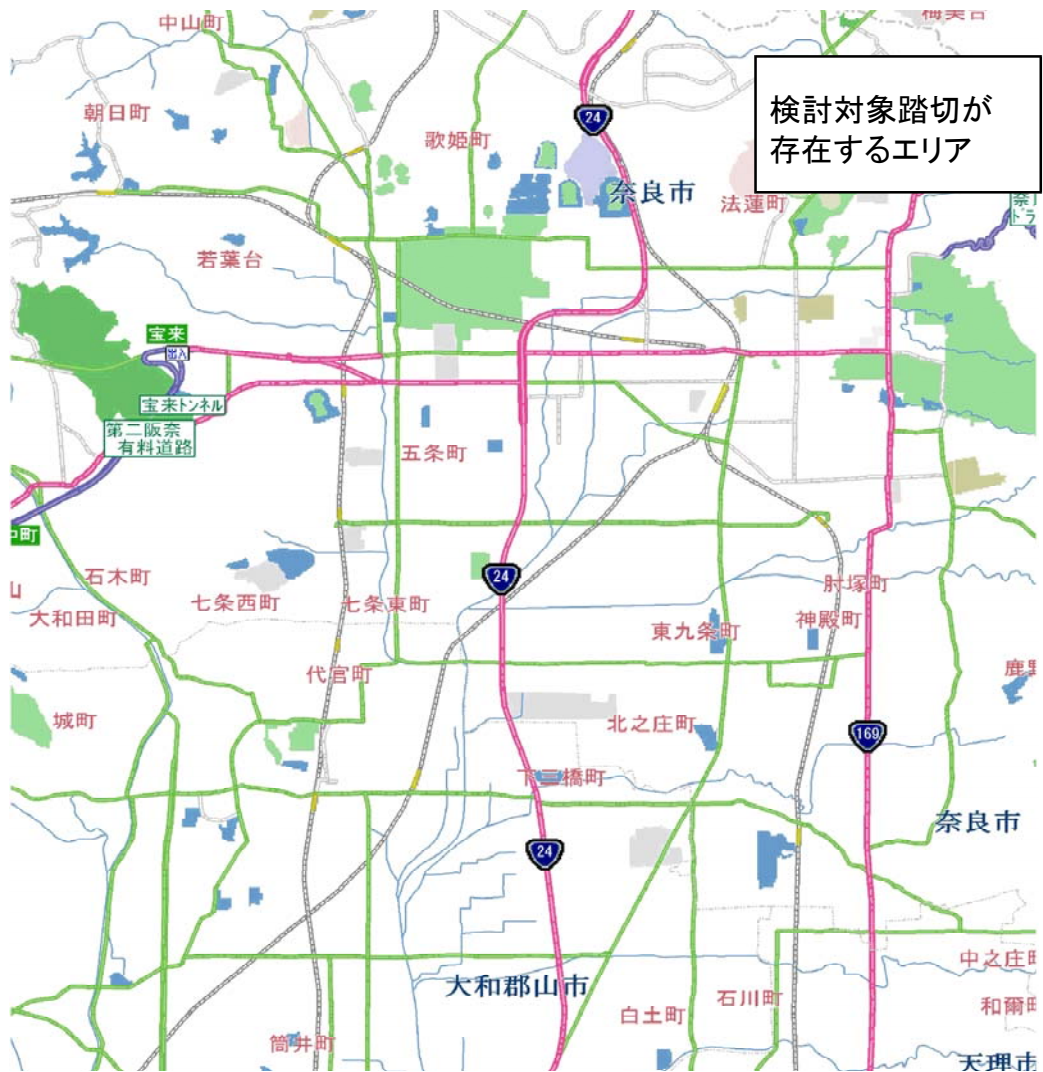 中山町
梅美台
検討対象踏切が
存在するエリア
24
朝日町
歌姫町
奈良市
法蓮町
若葉台
宝来
出入
宝来トンネル
第二阪奈
有料道路
五条町
中町
24
石木町
七条西町
七条東町
肘塚町
大和田町
東九条町
神殿町
代官町
城町
北之庄町
169
下三橋町
奈良市
24
中之庄町
大和郡山市
石川町
白土町
筒井町
天理市